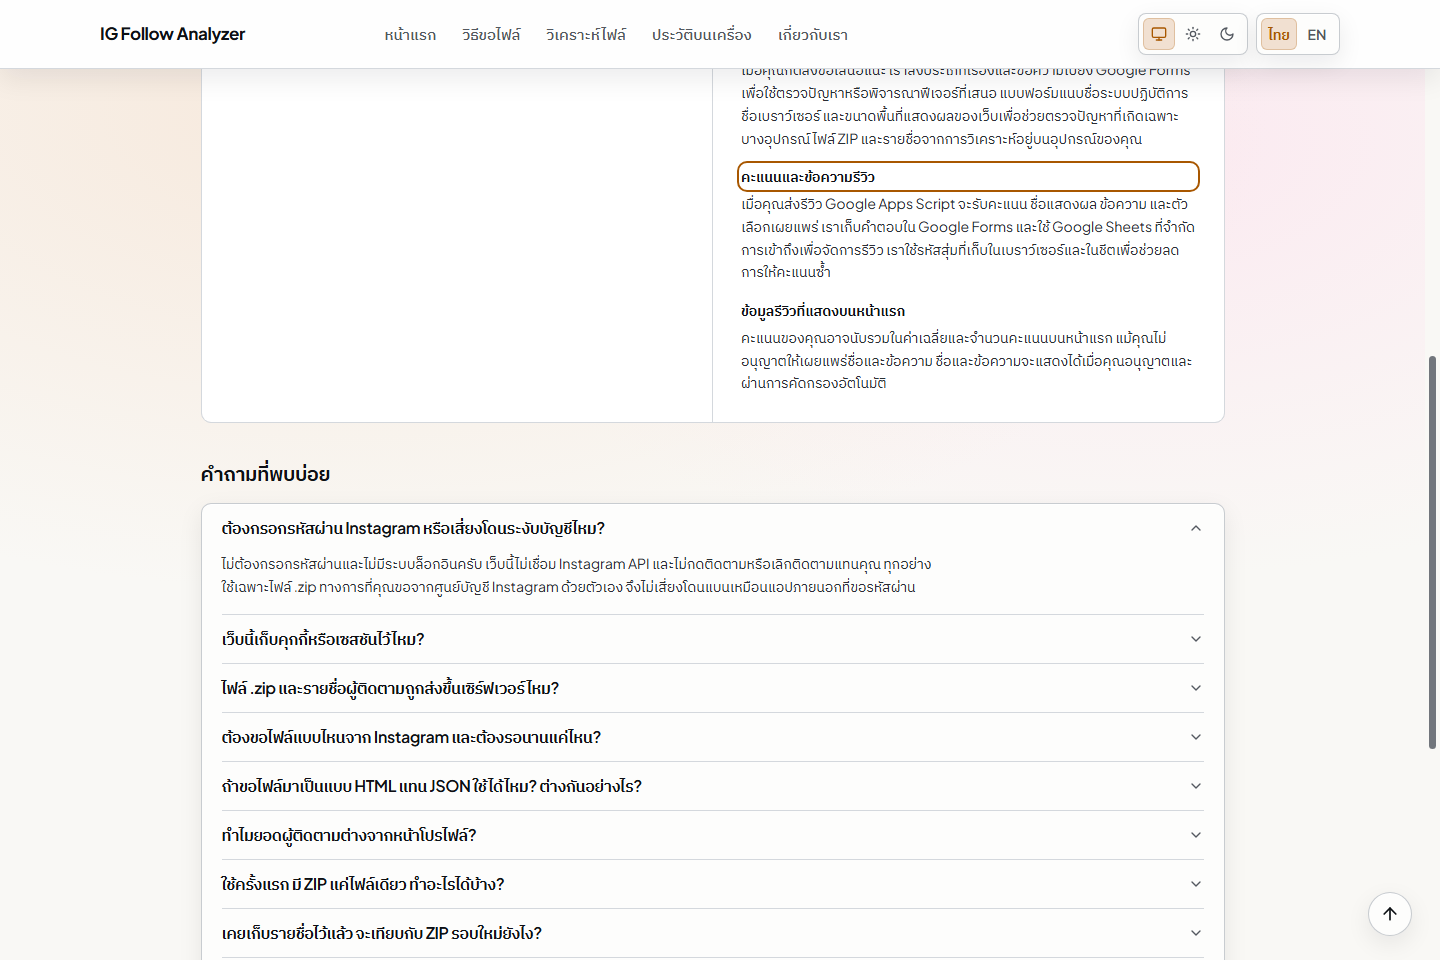 IG Follow Analyzer
หน้าแรก
วิธีขอไฟล์
วิเคราะห์ไฟล์
ประวัติบนเครื่อง
เกี่ยวกับเรา
ไทย
EN
เมื่อคุณกดส่งข้อเสนอแนะ เราส่งประเภทเรื่องและข้อความไปยัง Google Forms
เพื่อใช้ตรวจปัญหาหรือพิจารณาฟีเจอร์ที่เสนอ แบบฟอร์มแนบชื่อระบบปฏิบัติการ
ชื่อเบราว์เซอร์ และขนาดพื้นที่แสดงผลของเว็บเพื่อช่วยตรวจปัญหาที่เกิดเฉพาะ
บางอุปกรณ์ ไฟล์ ZIP และรายชื่อจากการวิเคราะห์อยู่บนอุปกรณ์ของคุณ
คะแนนและข้อความรีวิว
เมื่อคุณส่งรีวิว Google Apps Script จะรับคะแนน ชื่อแสดงผล ข้อความ และตัว
เลือกเผยแพร่ เราเก็บคำตอบใน Google Forms และใช้ Google Sheets ที่จำกัด
การเข้าถึงเพื่อจัดการรีวิว เราใช้รหัสสุ่มที่เก็บในเบราว์เซอร์และในชีตเพื่อช่วยลด
การให้คะแนนซ้ำ
ข้อมูลรีวิวที่แสดงบนหน้าแรก
คะแนนของคุณอาจนับรวมในค่าเฉลี่ยและจำนวนคะแนนบนหน้าแรก แม้คุณไม่
อนุญาตให้เผยแพร่ชื่อและข้อความ ชื่อและข้อความจะแสดงได้เมื่อคุณอนุญาตและ
ผ่านการคัดกรองอัตโนมัติ
คำถามที่พบบ่อย
ต้องกรอกรหัสผ่าน Instagram หรือเสี่ยงโดนระงับบัญชีไหม?
ไม่ต้องกรอกรหัสผ่านและไม่มีระบบล็อกอินครับ เว็บนี้ไม่เชื่อม Instagram API และไม่กดติดตามหรือเลิกติดตามแทนคุณ ทุกอย่าง
ใช้เฉพาะไฟล์ .zip ทางการที่คุณขอจากศูนย์บัญชี Instagram ด้วยตัวเอง จึงไม่เสี่ยงโดนแบนเหมือนแอปภายนอกที่ขอรหัสผ่าน
เว็บนี้เก็บคุกกี้หรือเซสชันไว้ไหม?
ไฟล์ .zip และรายชื่อผู้ติดตามถูกส่งขึ้นเซิร์ฟเวอร์ไหม?
ต้องขอไฟล์แบบไหนจาก Instagram และต้องรอนานแค่ไหน?
ถ้าขอไฟล์มาเป็นแบบ HTML แทน JSON ใช้ได้ไหม? ต่างกันอย่างไร?
ทำไมยอดผู้ติดตามต่างจากหน้าโปรไฟล์?
ใช้ครั้งแรก มี ZIP แค่ไฟล์เดียว ทำอะไรได้บ้าง?
เคยเก็บรายชื่อไว้แล้ว จะเทียบกับ ZIP รอบใหม่ยังไง?